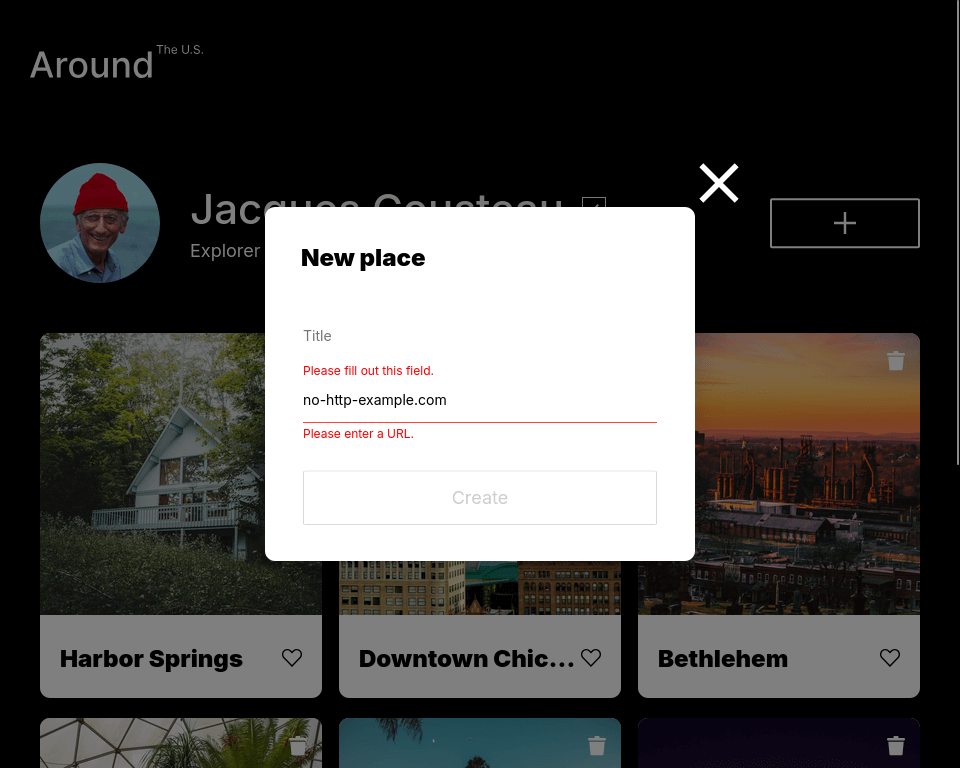 Around The U.S.
Jacques Cousteau
Explorer
New place
Title
Please fill out this field.
no-http-example.com
Please enter a URL.
Create
Harbor Springs
Downtown Chic...
Bethlehem